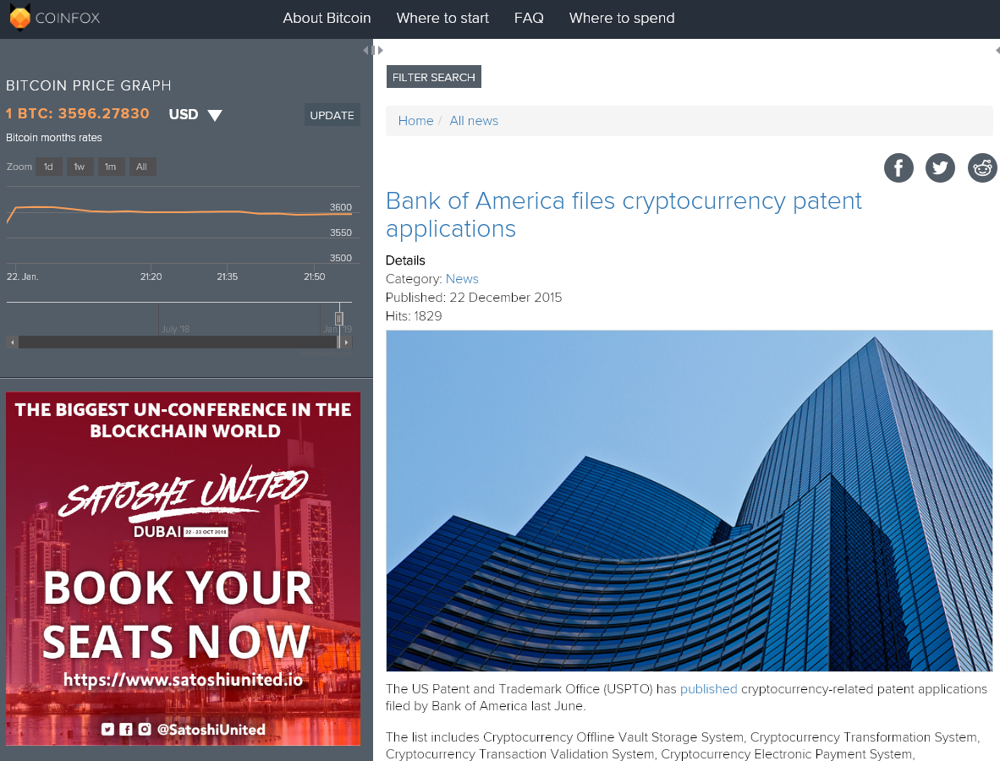 COINFOX
About Bitcoin
Where to start
FAQ
Where to spend
BITCOIN PRICE GRAPH
1 BTC: 3596.27830
USD
UPDATE
Bitcoin months rates
Zoom 1d 1w 1m All
3600
3550
3500
22. Jan. 21:20 21:35 21:50
July '18 Jan '19
THE BIGGEST UN-CONFERENCE IN THE
BLOCKCHAIN WORLD
SATOSHI UNITED
DUBAI 22 - 23 OCT 2018
BOOK YOUR
SEATS NOW
https://www.satoshiunited.io
@SatoshiUnited
FILTER SEARCH
Home / All news
Bank of America files cryptocurrency patent
applications
Details
Category: News
Published: 22 December 2015
Hits: 1829
The US Patent and Trademark Office (USPTO) has published cryptocurrency-related patent applications
filed by Bank of America last June.
The list includes Cryptocurrency Offline Vault Storage System, Cryptocurrency Transformation System,
Cryptocurrency Transaction Validation System, Cryptocurrency Electronic Payment System,